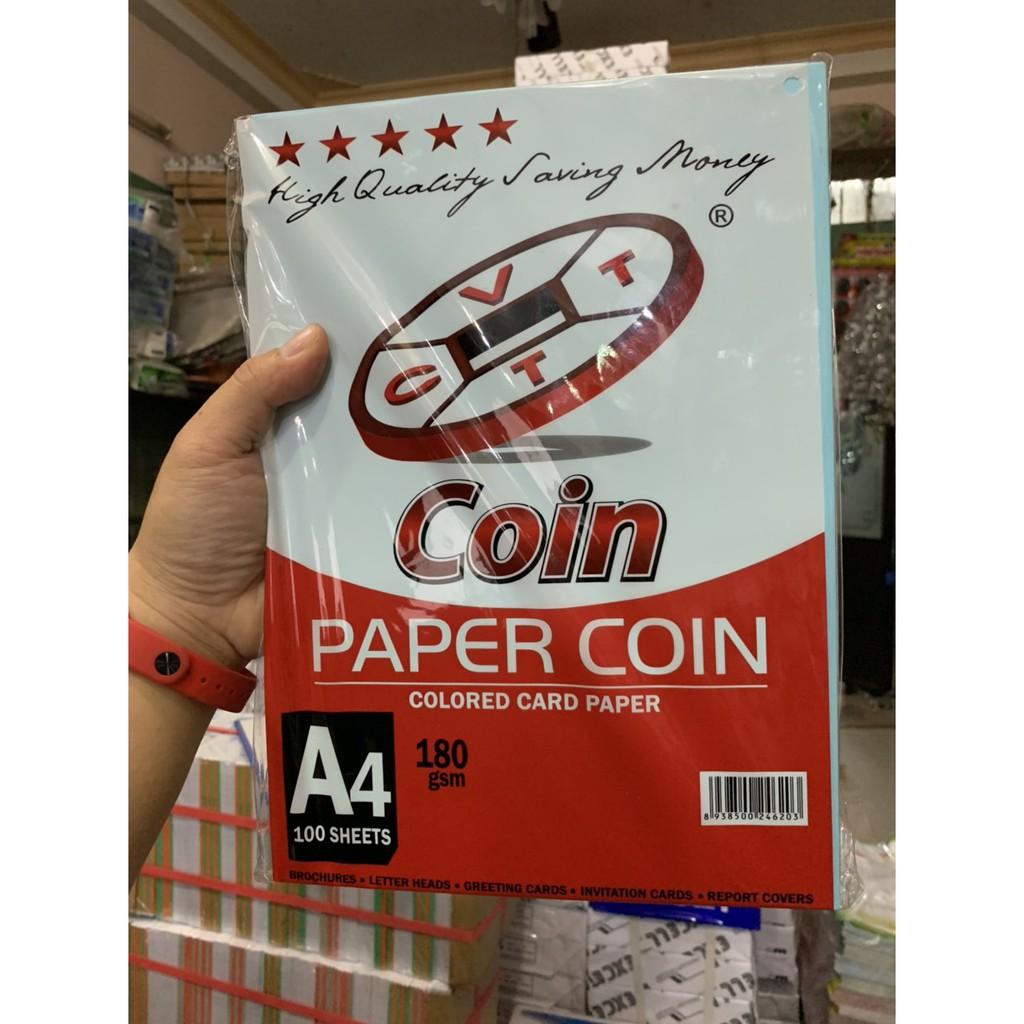 High Quality Saving Money
®
V T
C T
Coin
PAPER COIN
COLORED CARD PAPER
A4
180
gsm
100 SHEETS
8 938500 246203
BROCHURES • LETTER HEADS • GREETING CARDS • INVITATION CARDS • REPORT COVERS
EXCELL